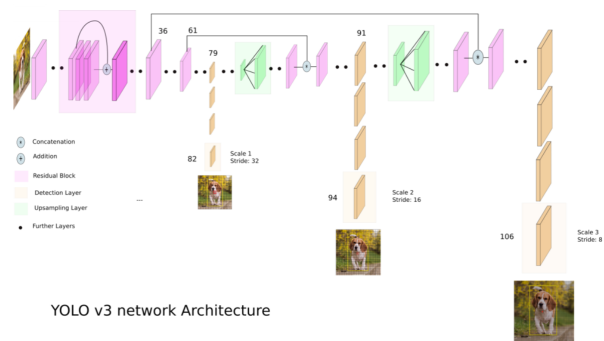 36
61
79
91
Concatenation
Addition
Residual Block
Detection Layer
Upsampling Layer
Further Layers
...
82
Scale 1
Stride: 32
94
Scale 2
Stride: 16
106
Scale 3
Stride: 8
YOLO v3 network Architecture